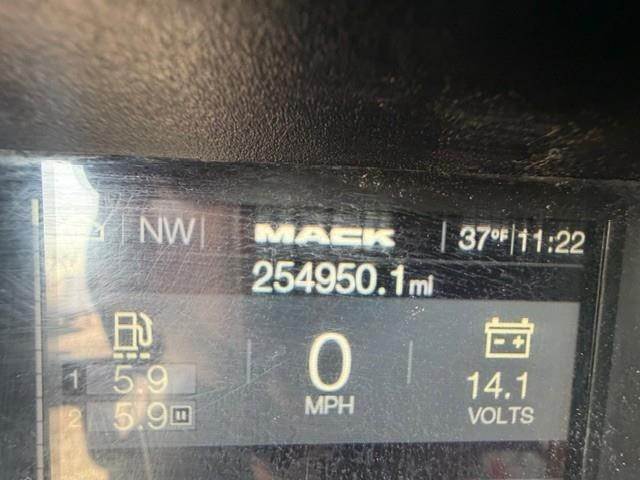 NW MACK 37°F 11:22
254950.1mi
1 5.9
2 5.9
0
MPH
14.1
VOLTS